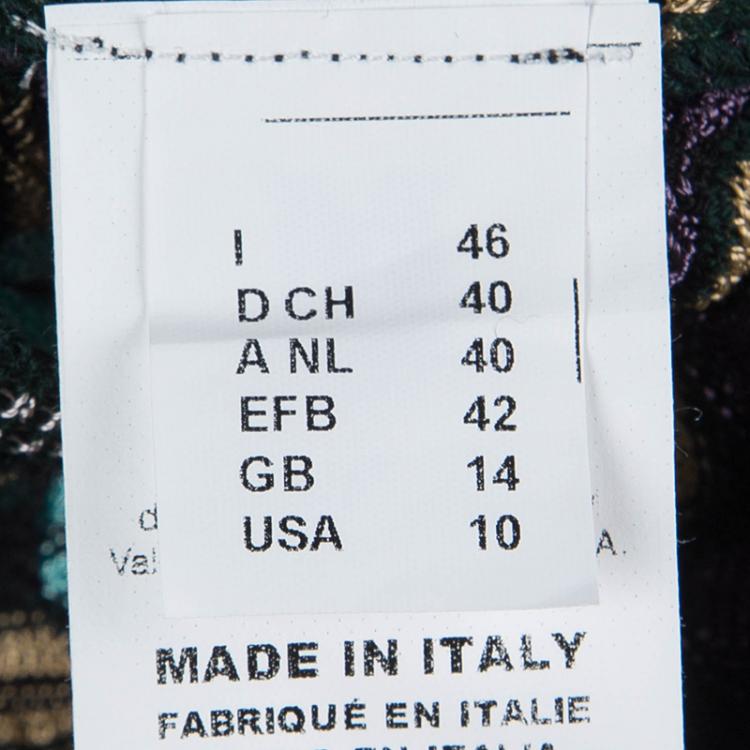 I 46
D CH 40
A NL 40
EFB 42
GB 14
USA 10
MADE IN ITALY
FABRIQUÉ EN ITALIE